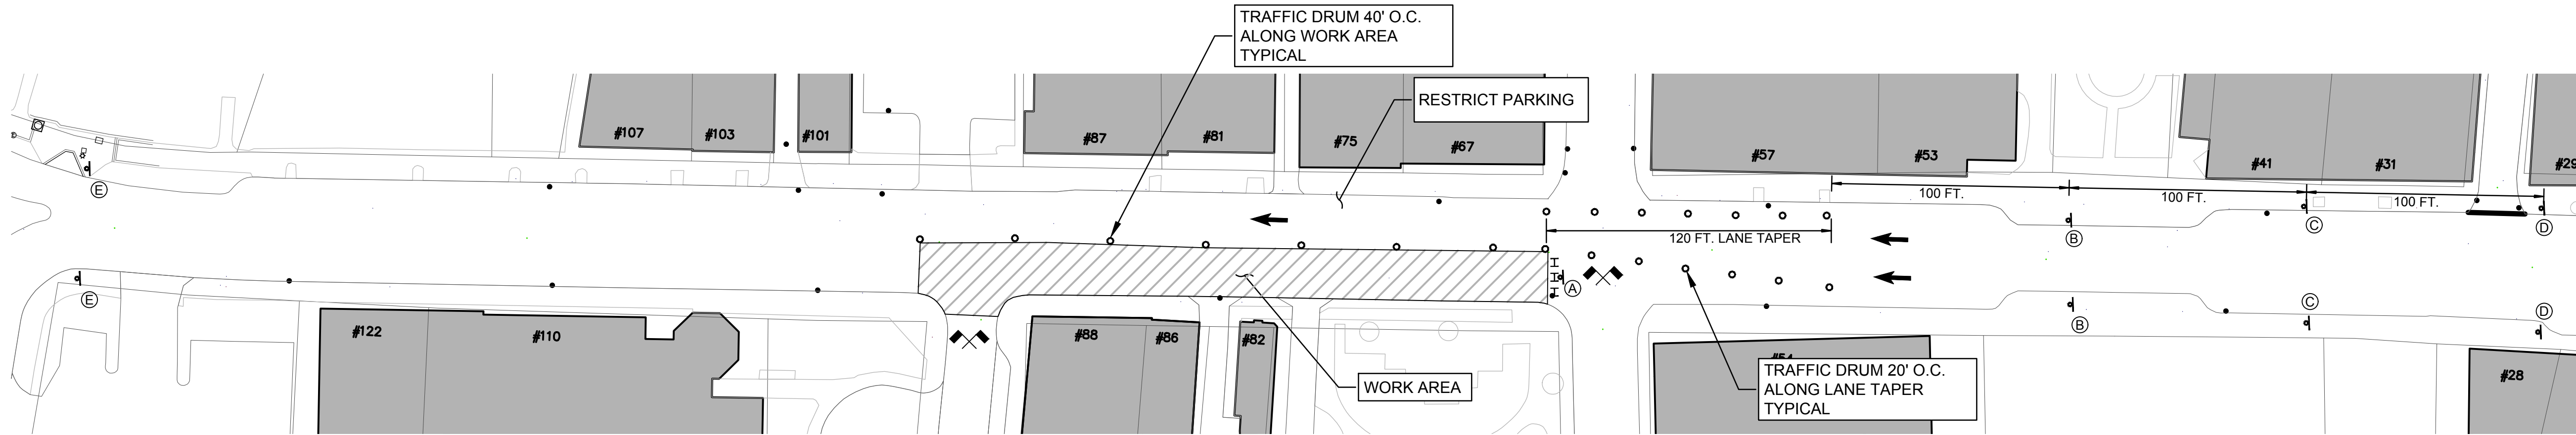 TRAFFIC DRUM 40' O.C.
ALONG WORK AREA
TYPICAL
RESTRICT PARKING
#107
#103
#101
#87
#81
#75
#67
#57
#53
#41
#31
#29
100 FT.
100 FT.
100 FT.
120 FT. LANE TAPER
E
B
C
D
A
E
B
C
D
#122
#110
#88
#86
#82
WORK AREA
#54
TRAFFIC DRUM 20' O.C.
ALONG LANE TAPER
TYPICAL
#28